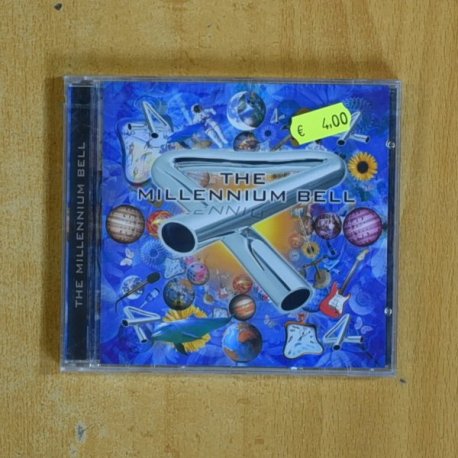 THE MILLENNIUM BELL
THE
MILLENNIUM BELL
€ 4,00